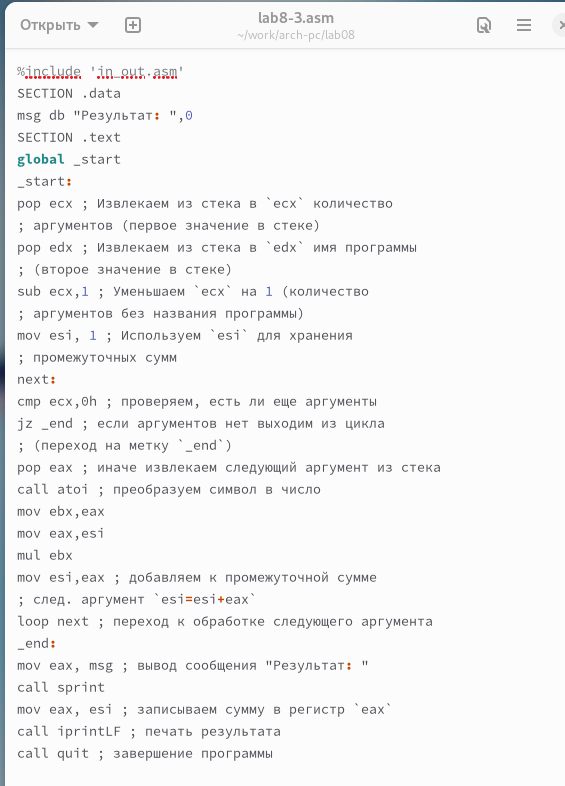 Открыть
lab8-3.asm
~/work/arch-pc/lab08
%include 'in_out.asm'
SECTION .data
msg db "Результат: ",0
SECTION .text
global _start
_start:
pop ecx ; Извлекаем из стека в `ecx` количество
; аргументов (первое значение в стеке)
pop edx ; Извлекаем из стека в `edx` имя программы
; (второе значение в стеке)
sub ecx,1 ; Уменьшаем `ecx` на 1 (количество
; аргументов без названия программы)
mov esi, 1 ; Используем `esi` для хранения
; промежуточных сумм
next:
cmp ecx,0h ; проверяем, есть ли еще аргументы
jz _end ; если аргументов нет выходим из цикла
; (переход на метку `_end`)
pop eax ; иначе извлекаем следующий аргумент из стека
call atoi ; преобразуем символ в число
mov ebx,eax
mov eax,esi
mul ebx
mov esi,eax ; добавляем к промежуточной сумме
; след. аргумент `esi=esi+eax`
loop next ; переход к обработке следующего аргумента
_end:
mov eax, msg ; вывод сообщения "Результат: "
call sprint
mov eax, esi ; записываем сумму в регистр `eax`
call iprintLF ; печать результата
call quit ; завершение программы